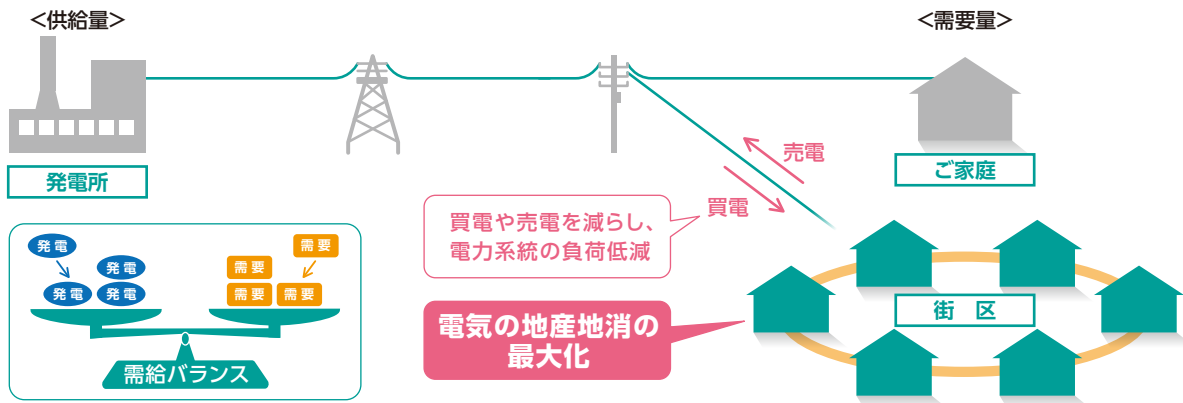 <供給量>
<需要量>
発電所
ご家庭
売電
買電
買電や売電を減らし、
電力系統の負荷低減
発電
発電
発電
発電
需要
需要
需要
需要
需給バランス
電気の地産地消の
最大化
街区